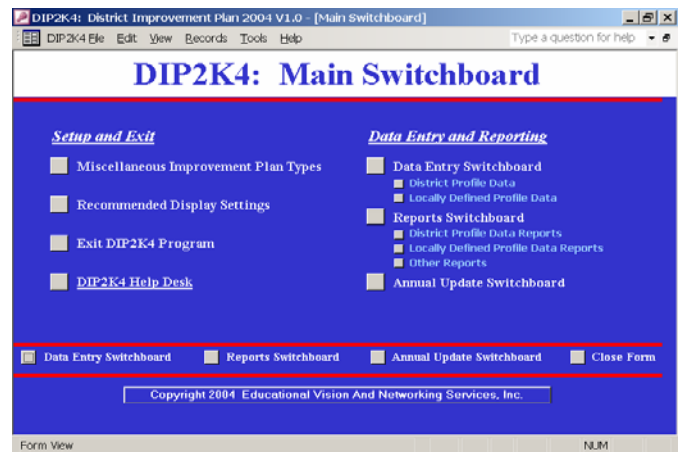 DIP2K4: District Improvement Plan 2004 V1.0 - [Main Switchboard]
DIP2K4 File Edit View Records Tools Help Type a question for help
DIP2K4: Main Switchboard
Setup and Exit
Miscellaneous Improvement Plan Types
Recommended Display Settings
Exit DIP2K4 Program
DIP2K4 Help Desk
Data Entry and Reporting
Data Entry Switchboard
District Profile Data
Locally Defined Profile Data
Reports Switchboard
District Profile Data Reports
Locally Defined Profile Data Reports
Other Reports
Annual Update Switchboard
Data Entry Switchboard Reports Switchboard Annual Update Switchboard Close Form
Copyright 2004 Educational Vision And Networking Services, Inc.
Form View NUM